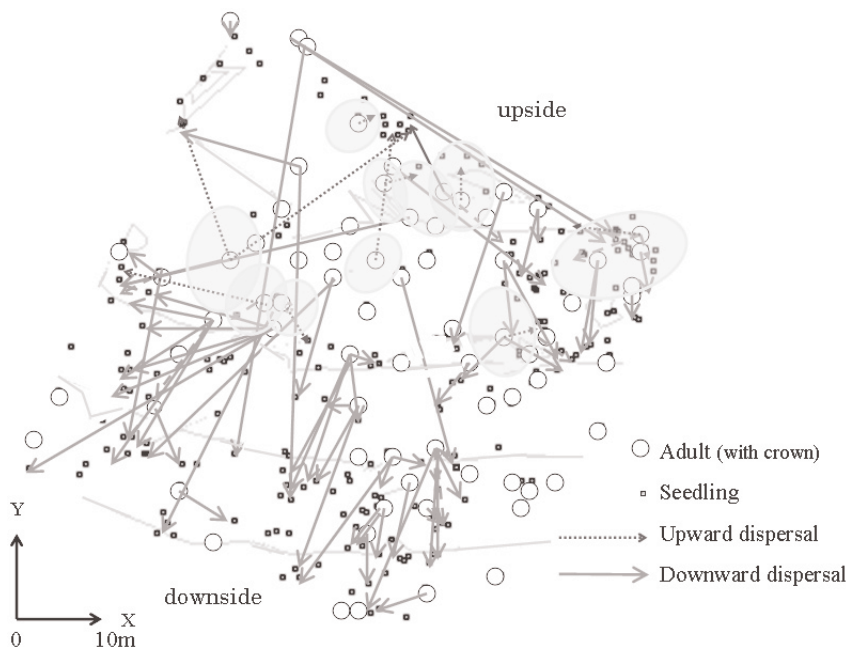 upside
Adult (with crown)
Seedling
Upward dispersal
Downward dispersal
Y
downside
X
0 10m